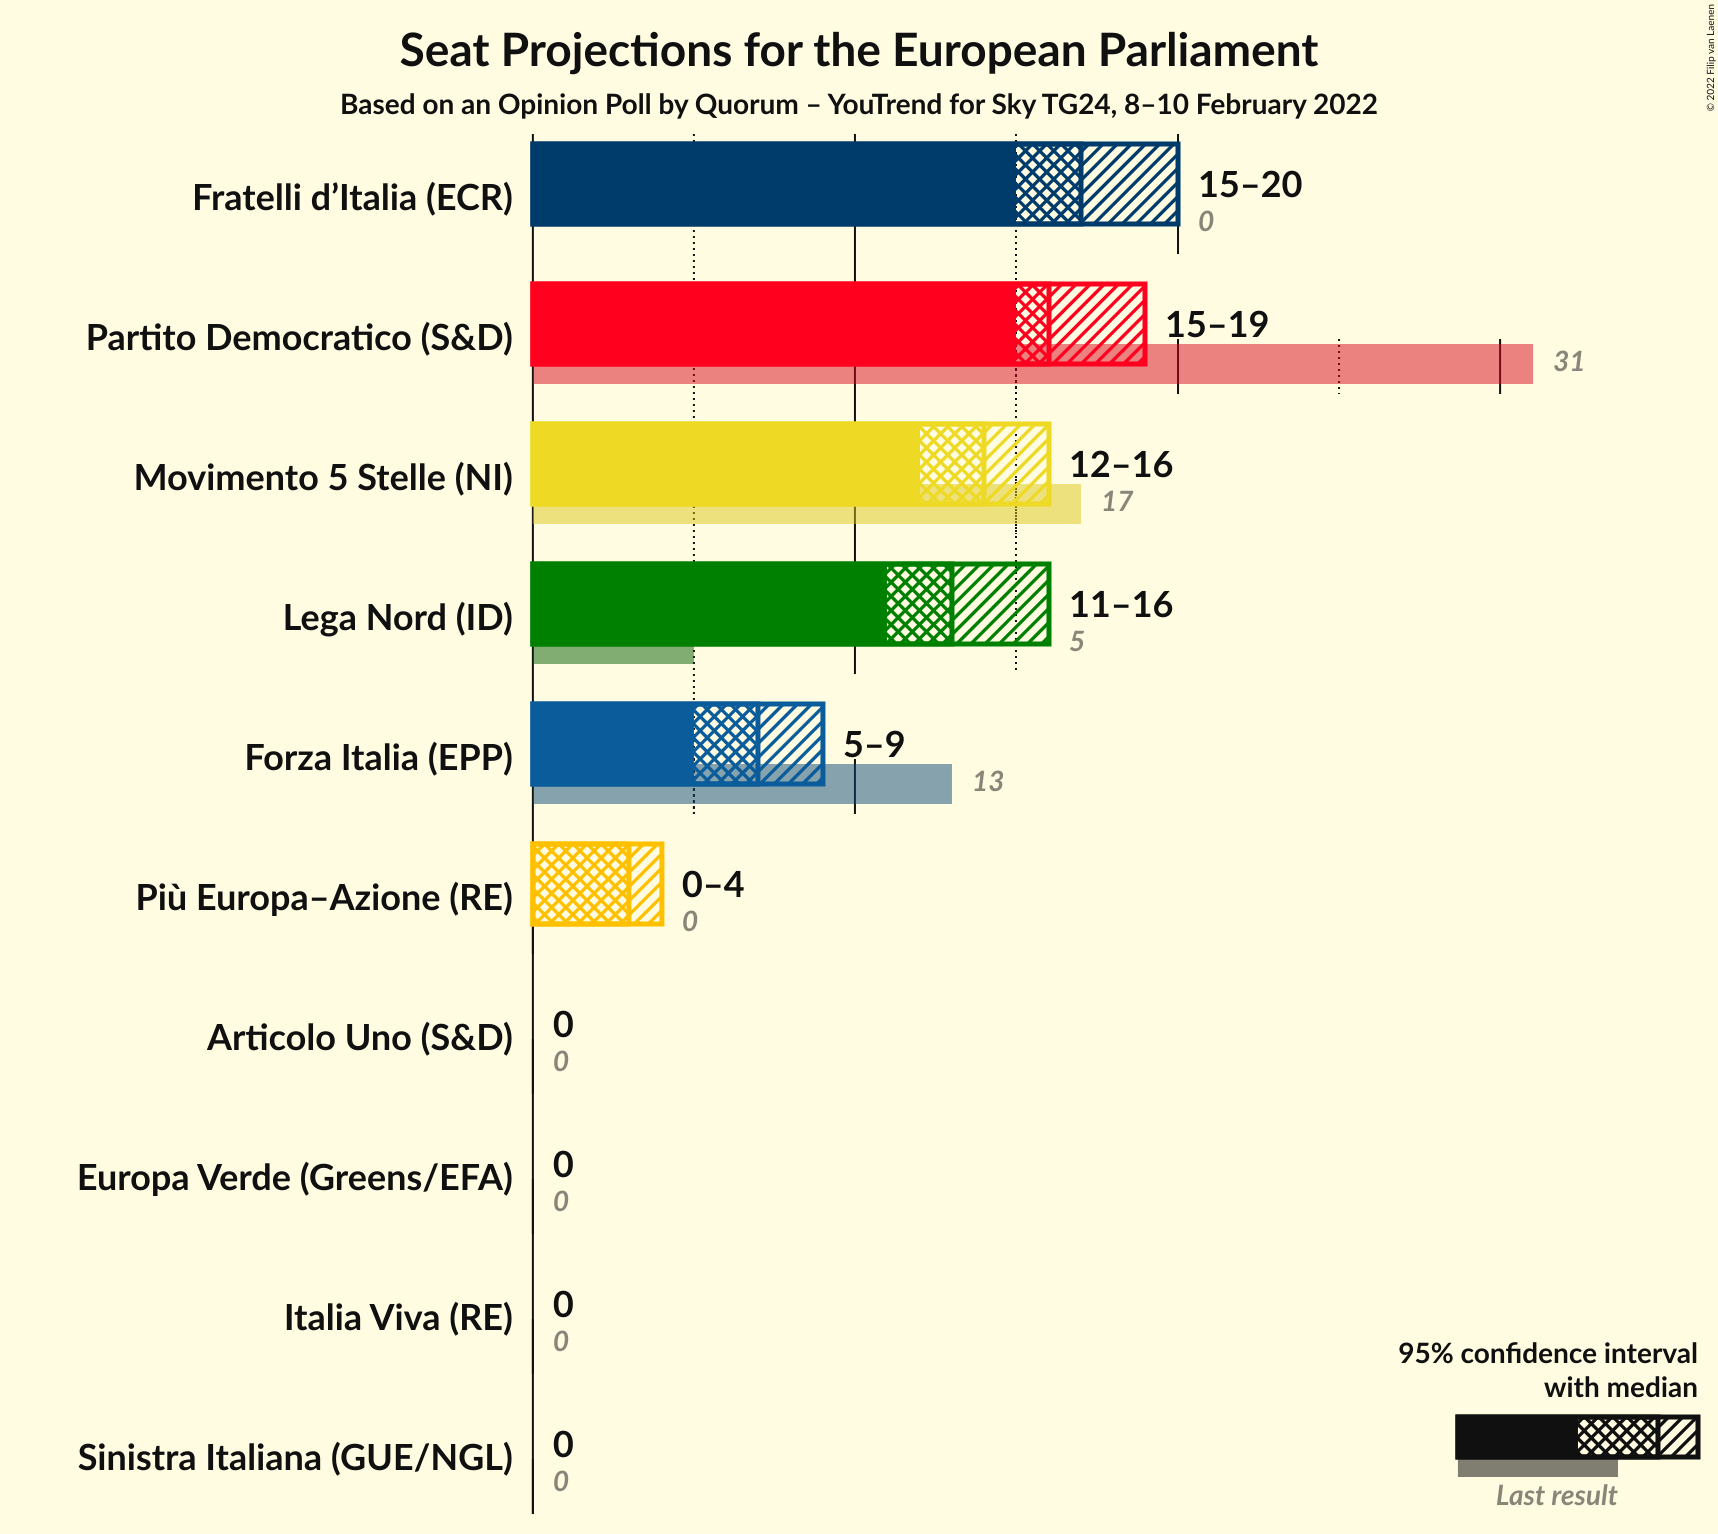 Seat Projections for the European Parliament
Based on an Opinion Poll by Quorum – YouTrend for Sky TG24, 8–10 February 2022
© 2022 Filip van Laenen
Fratelli d’Italia (ECR)
15–20
0
Partito Democratico (S&D)
15–19
31
Movimento 5 Stelle (NI)
12–16
17
Lega Nord (ID)
11–16
5
Forza Italia (EPP)
5–9
13
Più Europa–Azione (RE)
0–4
0
Articolo Uno (S&D)
0
0
Europa Verde (Greens/EFA)
0
0
Italia Viva (RE)
0
0
Sinistra Italiana (GUE/NGL)
0
0
95% confidence interval
with median
Last result